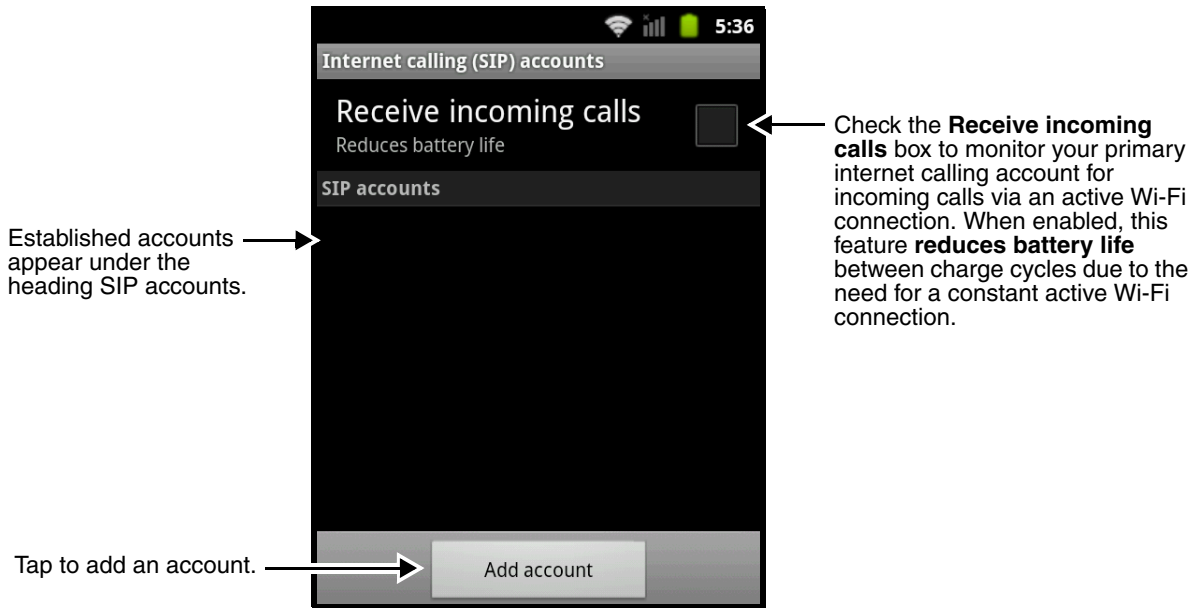 5:36
Internet calling (SIP) accounts
Receive incoming calls
Reduces battery life
SIP accounts
Add account
Established accounts
appear under the
heading SIP accounts.
Tap to add an account.
Check the Receive incoming
calls box to monitor your primary
internet calling account for
incoming calls via an active Wi-Fi
connection. When enabled, this
feature reduces battery life
between charge cycles due to the
need for a constant active Wi-Fi
connection.